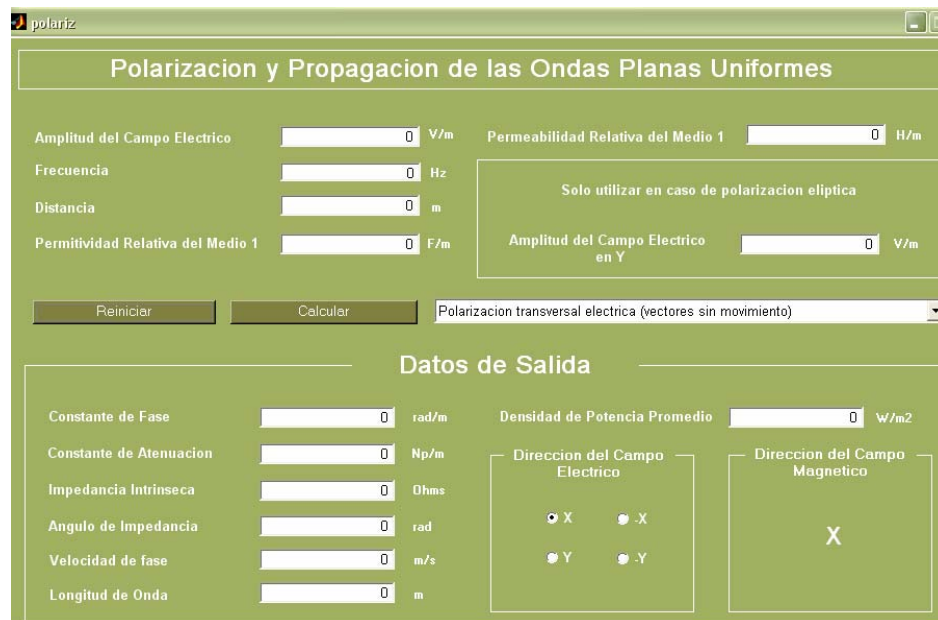 polariz
Polarizacion y Propagacion de las Ondas Planas Uniformes
Amplitud del Campo Electrico 0 V/m
Permeabilidad Relativa del Medio 1 0 H/m
Frecuencia 0 Hz
Solo utilizar en caso de polarizacion eliptica
Distancia 0 m
Permitividad Relativa del Medio 1 0 F/m
Amplitud del Campo Electrico
en Y 0 V/m
Reiniciar
Calcular
Polarizacion transversal electrica (vectores sin movimiento)
Datos de Salida
Constante de Fase 0 rad/m
Densidad de Potencia Promedio 0 W/m2
Constante de Atenuacion 0 Np/m
Impedancia Intrinseca 0 Ohms
Angulo de Impedancia 0 rad
Velocidad de fase 0 m/s
Longitud de Onda 0 m
Direccion del Campo
Electrico
X -X
Y -Y
Direccion del Campo
Magnetico
X